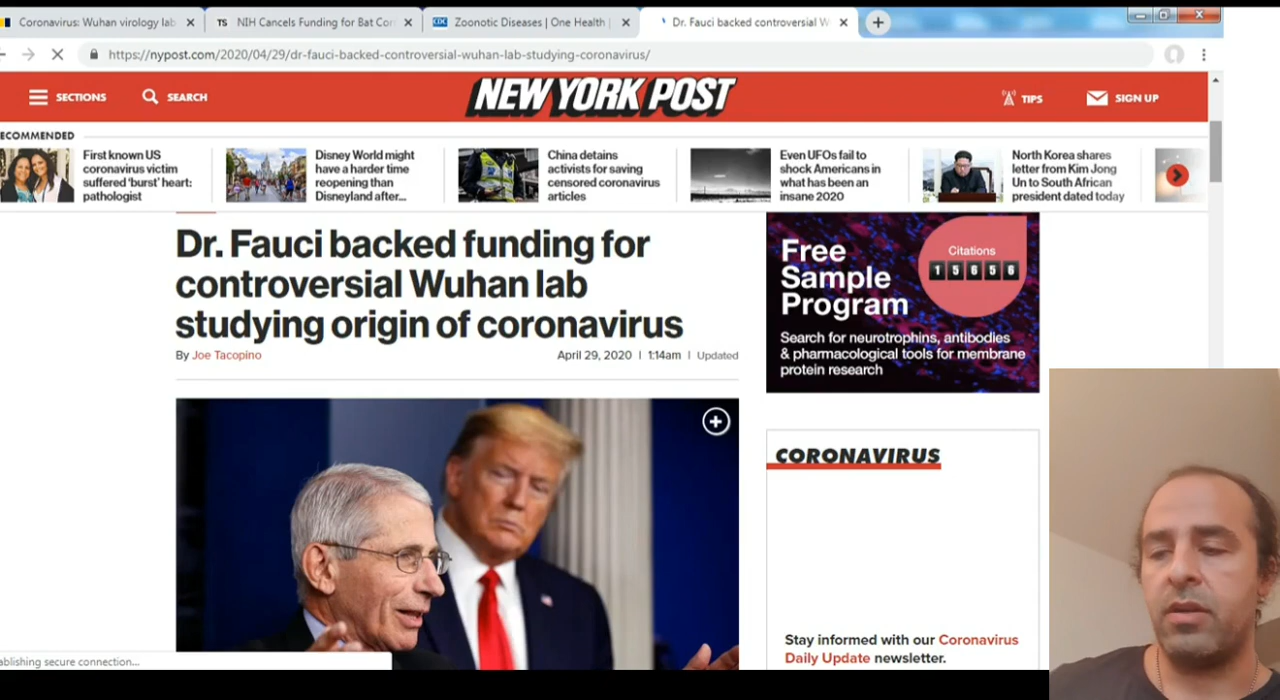 Coronavirus: Wuhan virology lab
TS NIH Cancels Funding for Bat Cor
CDC Zoonotic Diseases | One Health |
Dr. Fauci backed controversial W
https://nypost.com/2020/04/29/dr-fauci-backed-controversial-wuhan-lab-studying-coronavirus/
SECTIONS
SEARCH
NEW YORK POST
TIPS
SIGN UP
ECOMMENDED
First known US
coronavirus victim
suffered 'burst' heart:
pathologist
Disney World might
have a harder time
reopening than
Disneyland after...
China detains
activists for saving
censored coronavirus
articles
Even UFOs fail to
shock Americans in
what has been an
insane 2020
North Korea shares
letter from Kim Jong
Un to South African
president dated today
Dr. Fauci backed funding for
controversial Wuhan lab
studying origin of coronavirus
By Joe Tacopino
April 29, 2020 | 1:14am | Updated
Free
Sample
Program
Citations
15656
Search for neurotrophins, antibodies
& pharmacological tools for membrane
protein research
CORONAVIRUS
Stay informed with our Coronavirus
Daily Update newsletter.
ablishing secure connection...